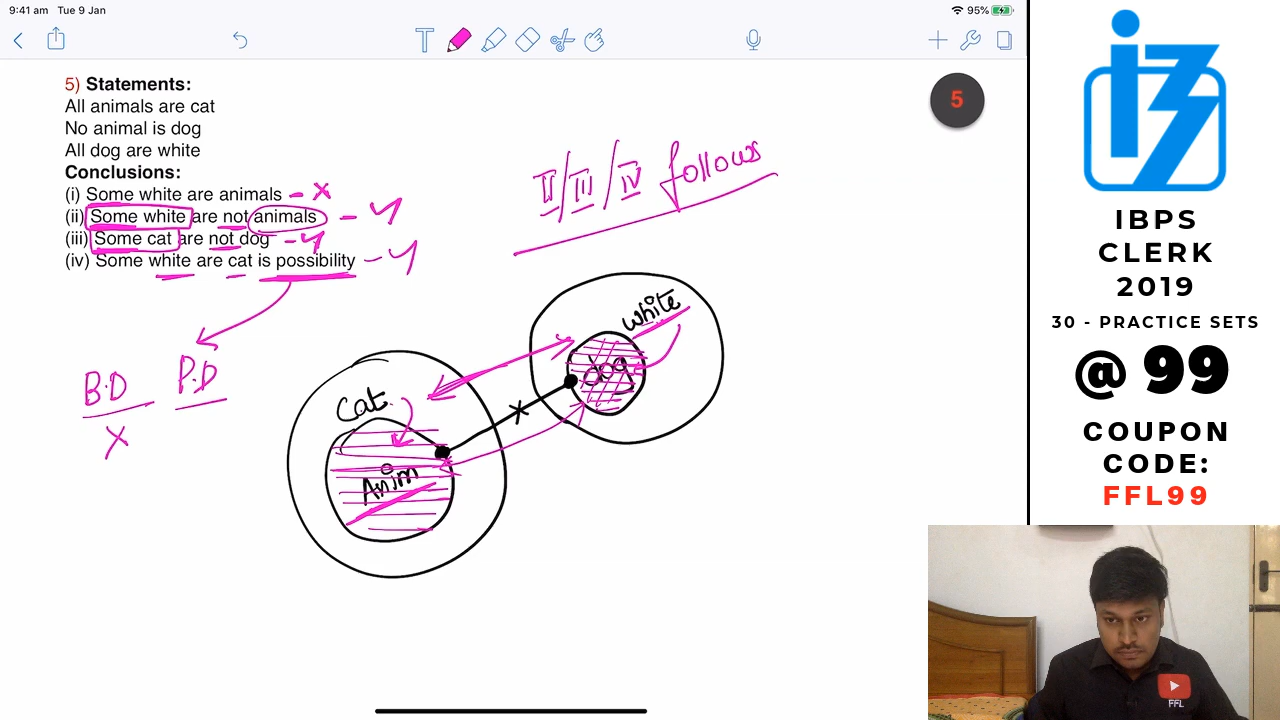 9:41 am Tue 9 Jan
95%
T
5) Statements:
All animals are cat
No animal is dog
All dog are white
Conclusions:
(i) Some white are animals - x
(ii) Some white are not animals - y
(iii) Some cat are not dog - y
(iv) Some white are cat is possibility - y
5
II/III/IV follows
B.D P.D
X
white
dog
x
Cat
Anim
IBPS
CLERK
2019
30 - PRACTICE SETS
@ 99
COUPON
CODE:
FFL99
FFL